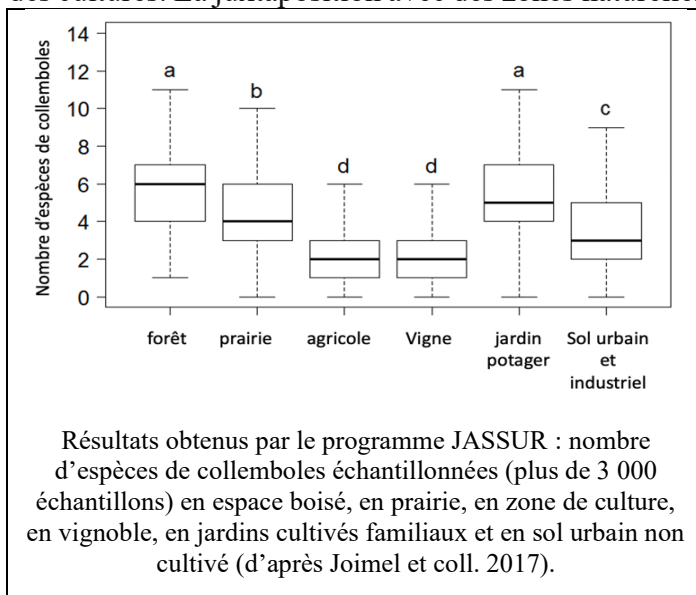 14
12
10
8
6
4
2
0
Nombre d'espèces de collemboles
a
b
d
d
a
c
forêt
prairie
agricole
Vigne
jardin
potager
Sol urbain
et
industriel
Résultats obtenus par le programme JASSUR : nombre
d'espèces de collemboles échantillonnées (plus de 3 000
échantillons) en espace boisé, en prairie, en zone de culture,
en vignoble, en jardins cultivés familiaux et en sol urbain non
cultivé (d'après Joimel et coll. 2017).